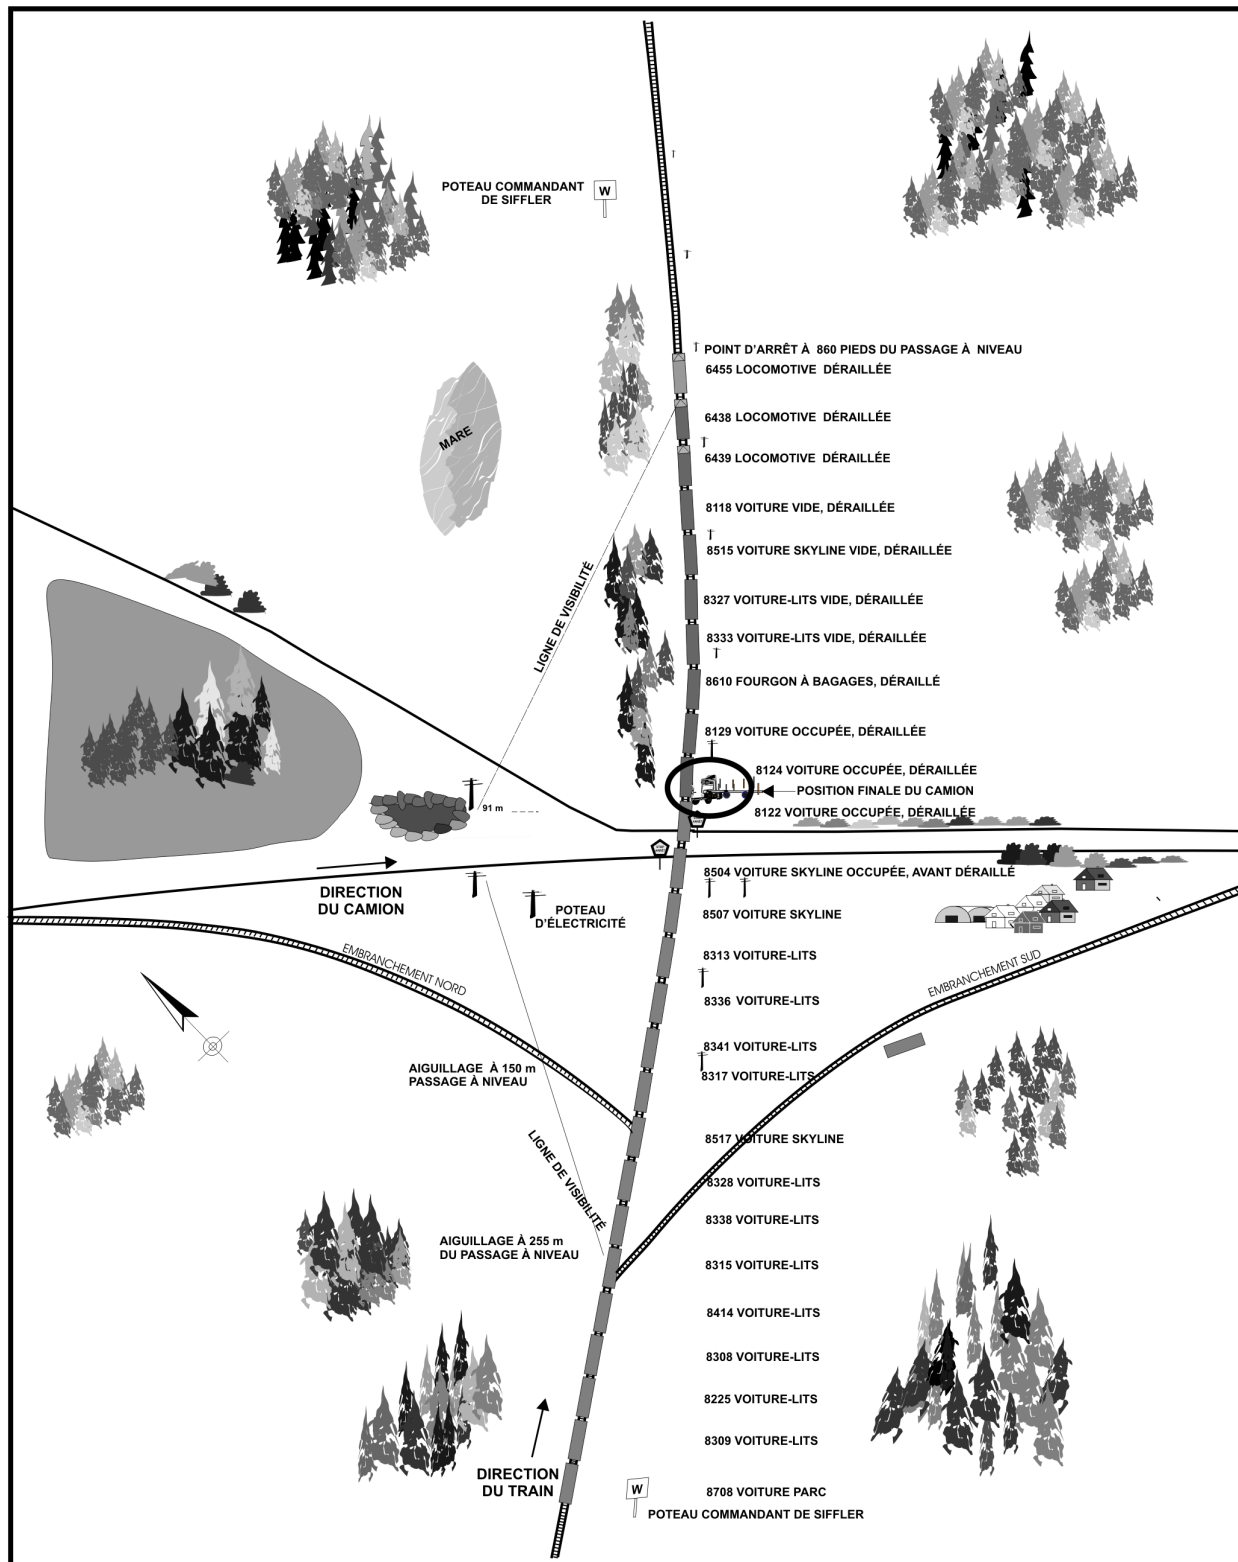 POTEAU COMMANDANT
DE SIFFLER
W
POINT D'ARRÊT À 860 PIEDS DU PASSAGE À NIVEAU
6455 LOCOMOTIVE DÉRAILLÉE
6438 LOCOMOTIVE DÉRAILLÉE
MARE
6439 LOCOMOTIVE DÉRAILLÉE
8118 VOITURE VIDE, DÉRAILLÉE
8515 VOITURE SKYLINE VIDE, DÉRAILLÉE
LIGNE DE VISIBILITÉ
8327 VOITURE-LITS VIDE, DÉRAILLÉE
8333 VOITURE-LITS VIDE, DÉRAILLÉE
8610 FOURGON À BAGAGES, DÉRAILLÉ
8129 VOITURE OCCUPÉE, DÉRAILLÉE
8124 VOITURE OCCUPÉE, DÉRAILLÉE
POSITION FINALE DU CAMION
91 m
8122 VOITURE OCCUPÉE, DÉRAILLÉE
8504 VOITURE SKYLINE OCCUPÉE, AVANT DÉRAILLÉ
DIRECTION
DU CAMION
POTEAU
D'ÉLECTRICITÉ
8507 VOITURE SKYLINE
EMBRANCHEMENT NORD
8313 VOITURE-LITS
EMBRANCHEMENT SUD
8336 VOITURE-LITS
8341 VOITURE-LITS
AIGUILLAGE À 150 m
PASSAGE À NIVEAU
8317 VOITURE-LITS
8517 VOITURE SKYLINE
LIGNE DE VISIBILITÉ
8328 VOITURE-LITS
8338 VOITURE-LITS
AIGUILLAGE À 255 m
DU PASSAGE À NIVEAU
8315 VOITURE-LITS
8414 VOITURE-LITS
8308 VOITURE-LITS
8225 VOITURE-LITS
8309 VOITURE-LITS
DIRECTION
DU TRAIN
8708 VOITURE PARC
W
POTEAU COMMANDANT DE SIFFLER